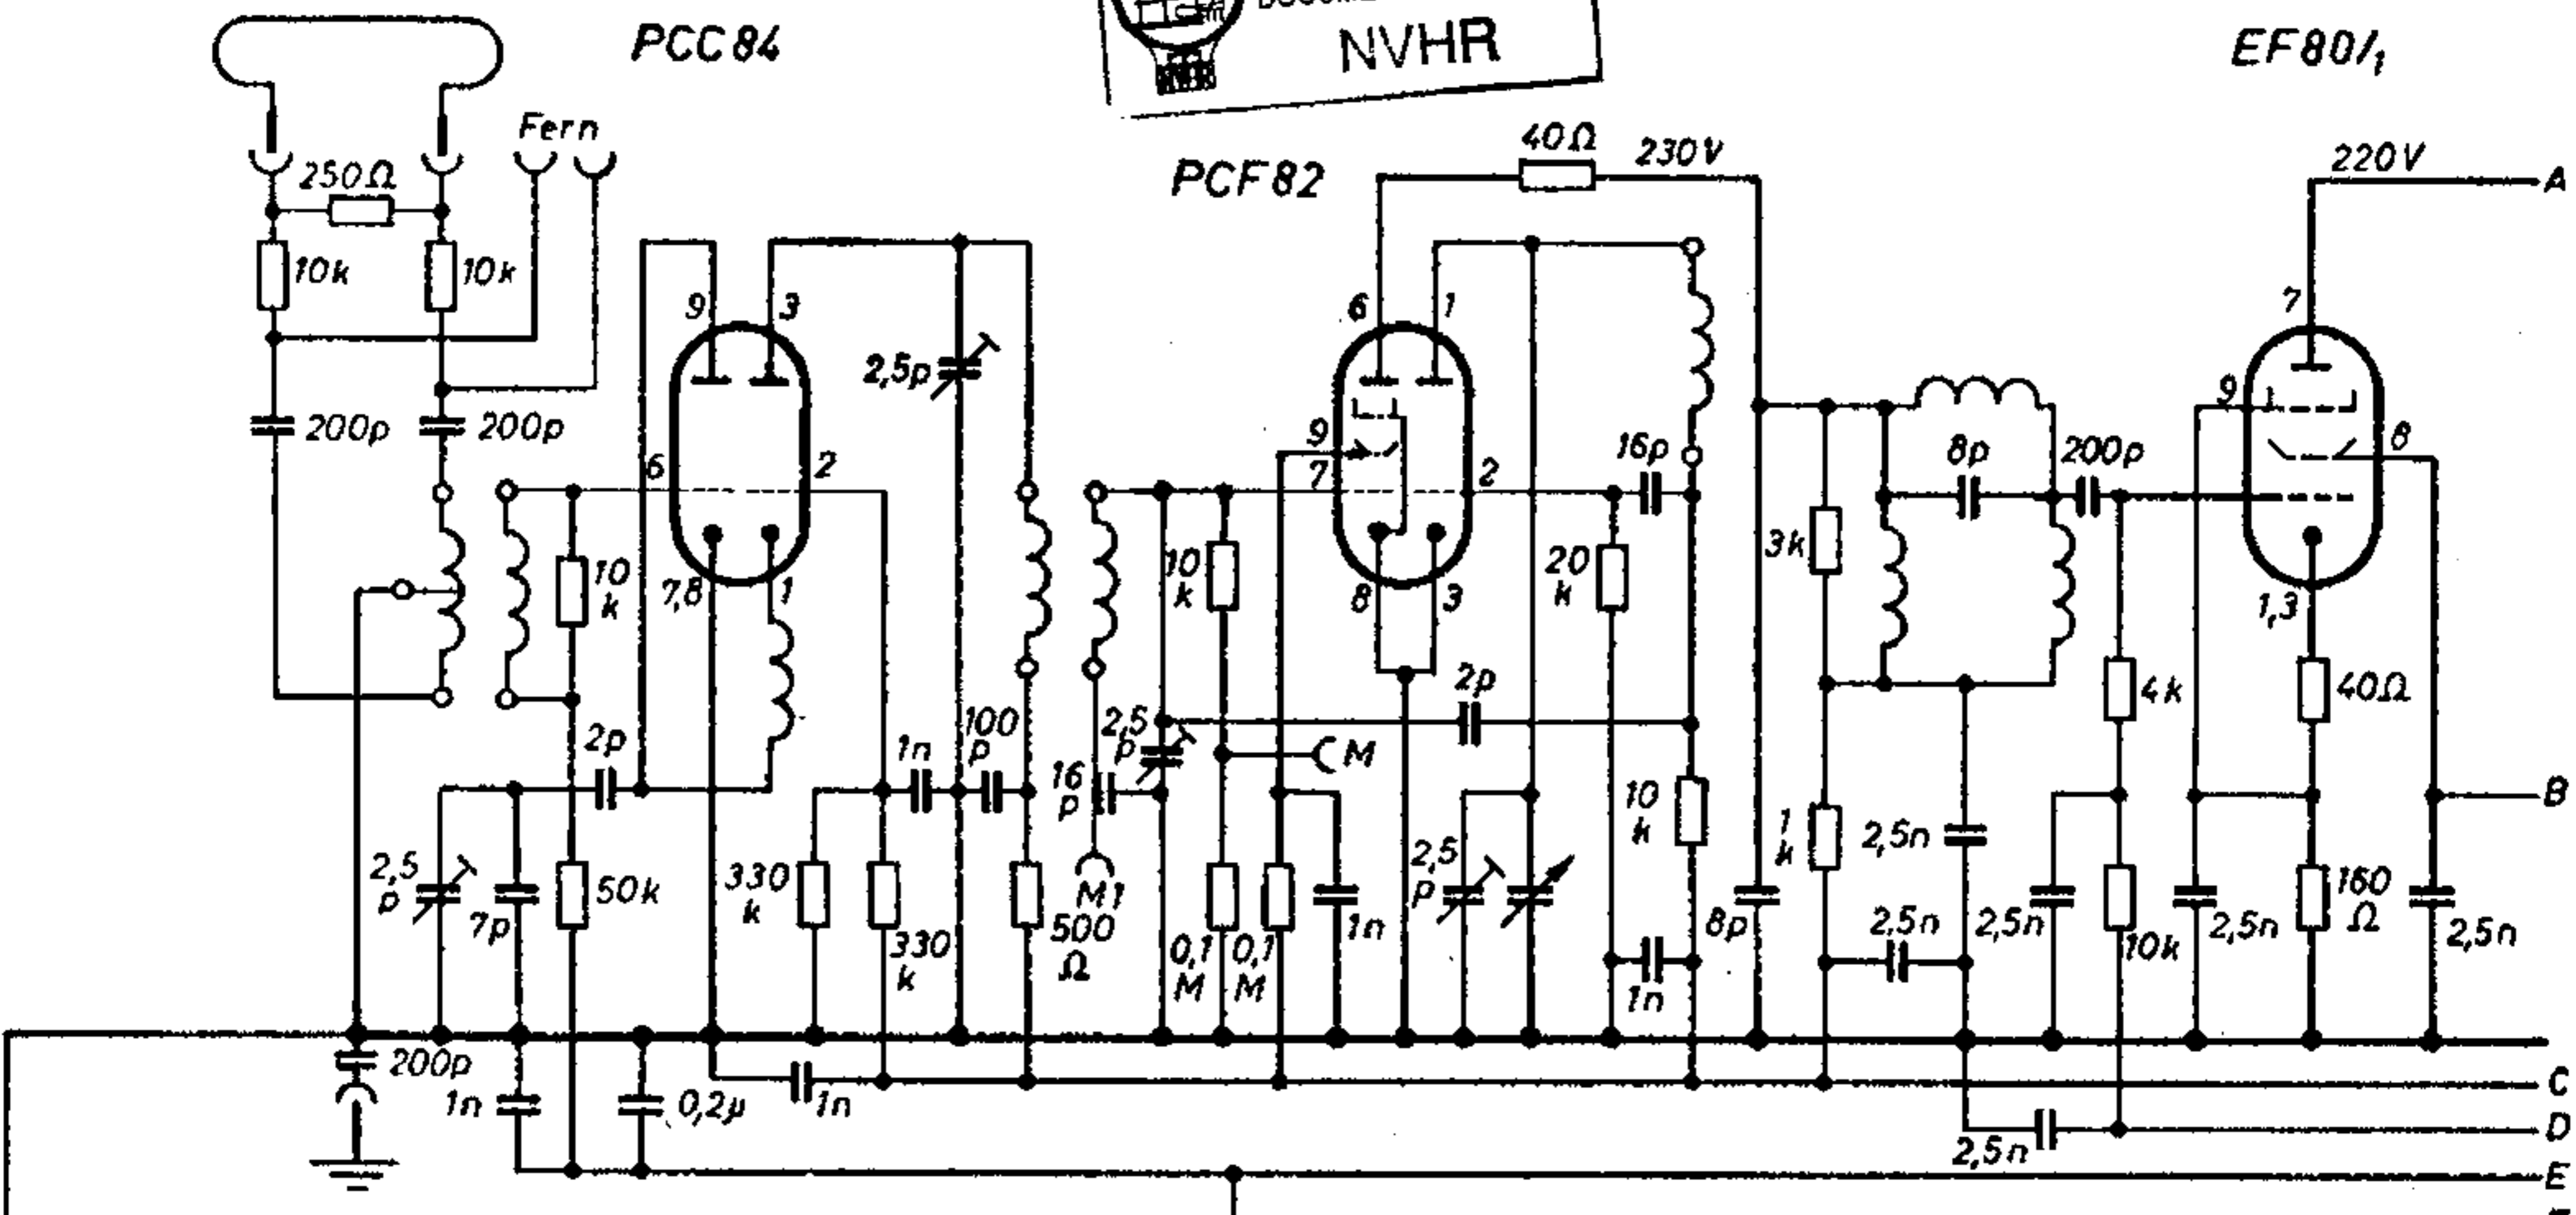 PCC84
NVHR
EF80/1
Fern
250Ω
10k
10k
200p
200p
9
3
2,5p
6
2
10
k
7,8
1
2p
1n
100
p
2,5
p
7p
50k
330
k
330
k
500
Ω
200p
1n
0,2µ
1n
PCF82
40Ω
230V
6
1
9
7
2
16p
10
k
8
3
20
k
2p
2,5
p
M
16
p
M1
10
k
2,5
p
0,1
M
0,1
M
1n
1n
8p
3k
8p
200p
1
k
2,5n
2,5n
2,5n
220V
A
7
9
8
1,3
4k
40Ω
B
10k
2,5n
160
Ω
2,5n
C
D
2,5n
E